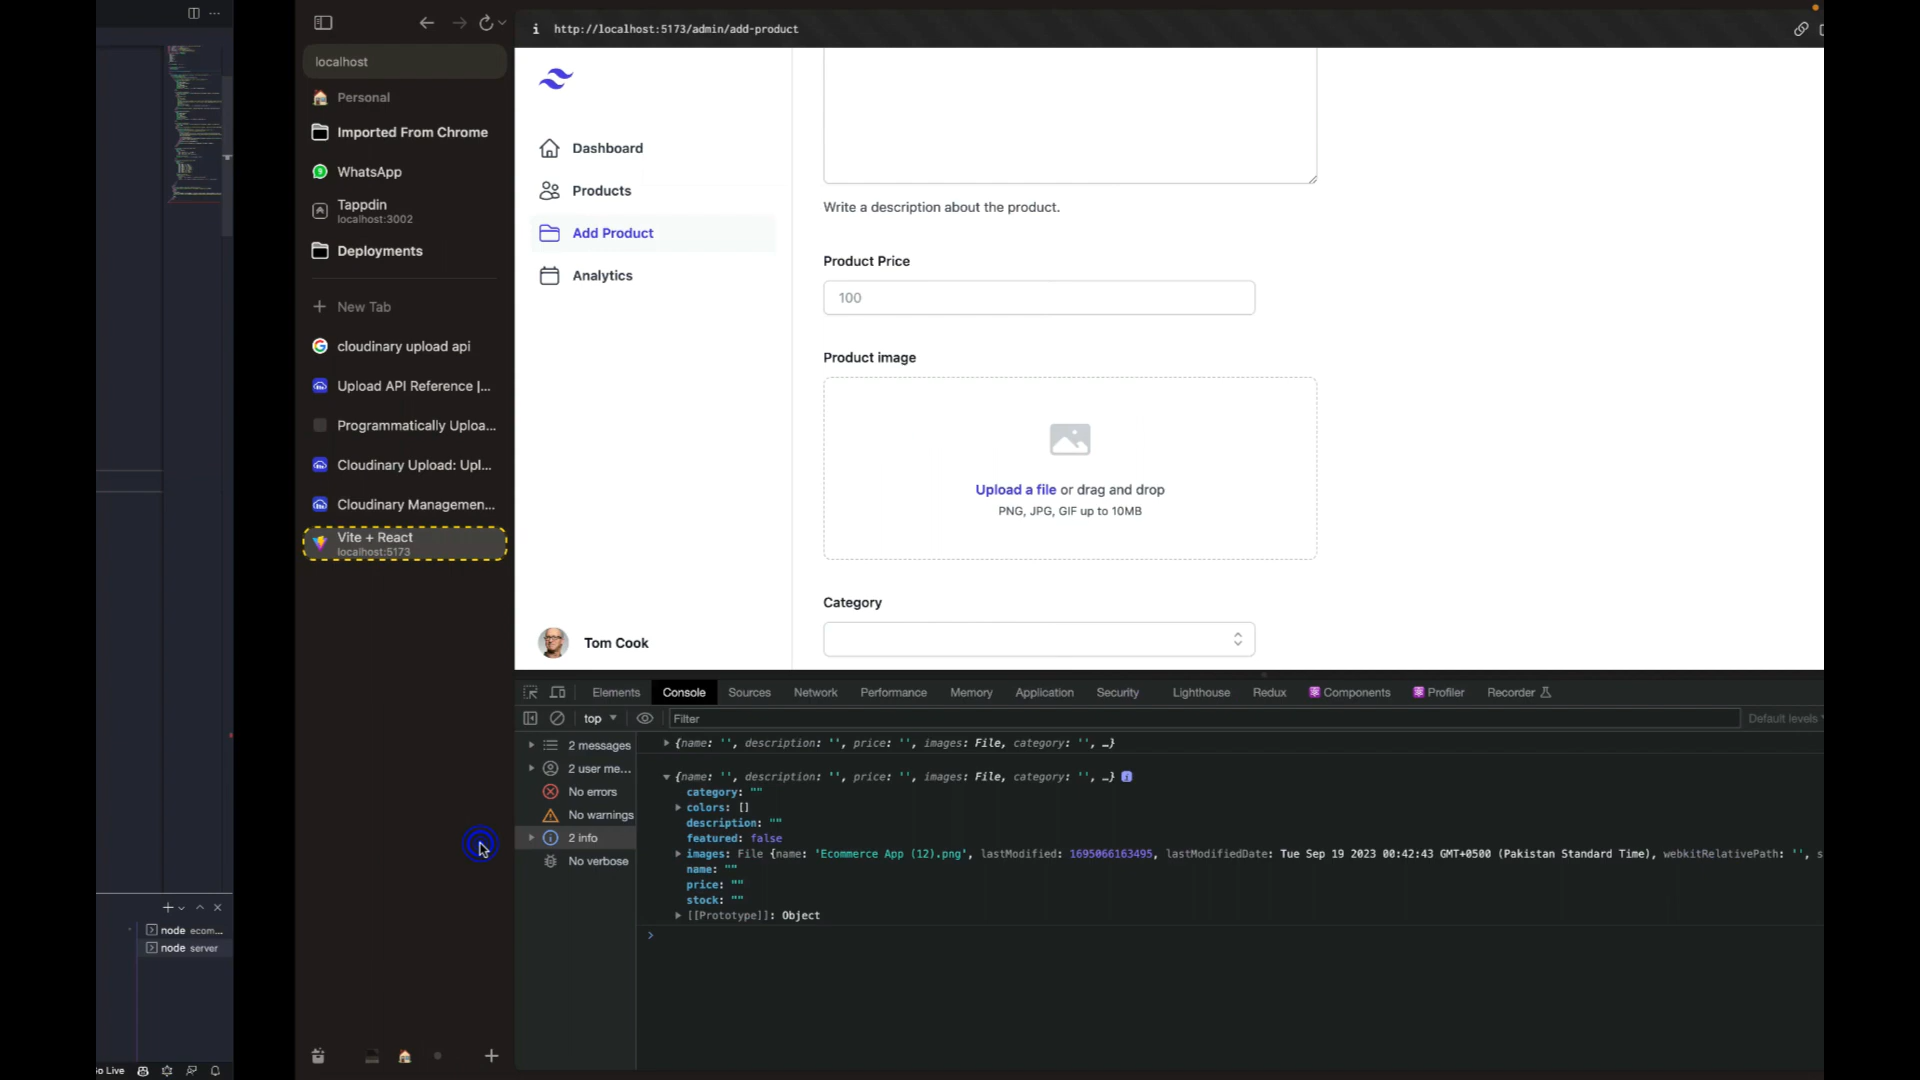 http://localhost:5173/admin/add-product
localhost
Personal
Imported From Chrome
WhatsApp
Tappdin
localhost:3002
Deployments
New Tab
cloudinary upload api
Upload API Reference |...
Programmatically Uploa...
Cloudinary Upload: Upl...
Cloudinary Managemen...
Vite + React
localhost:5173
Dashboard
Products
Add Product
Analytics
Tom Cook
Write a description about the product.
Product Price
100
Product image
Upload a file or drag and drop
PNG, JPG, GIF up to 10MB
Category
Elements Console Sources Network Performance Memory Application Security Lighthouse Redux Components Profiler Recorder
top Filter Default levels
2 messages
2 user me...
No errors
No warnings
2 info
No verbose
{name: '', description: '', price: '', images: File, category: '', …}
{name: '', description: '', price: '', images: File, category: '', …}
category: ""
colors: []
description: ""
featured: false
images: File {name: 'Ecommerce App (12).png', lastModified: 1695066163495, lastModifiedDate: Tue Sep 19 2023 00:42:43 GMT+0500 (Pakistan Standard Time), webkitRelativePath: '', s
name: ""
price: ""
stock: ""
[[Prototype]]: Object
node ecom...
node server
o Live